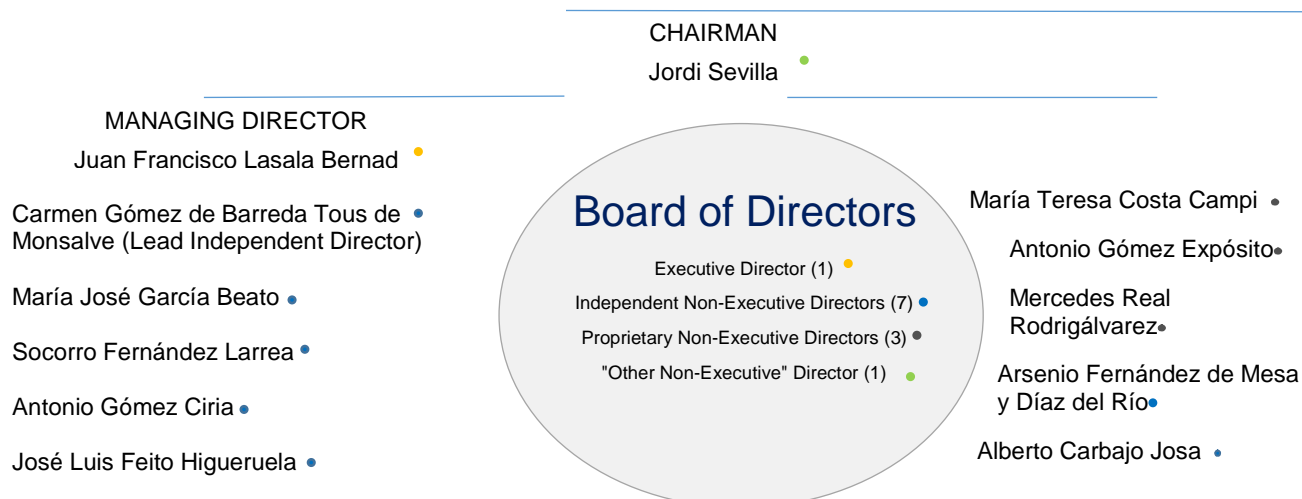 CHAIRMAN
Jordi Sevilla
MANAGING DIRECTOR
Juan Francisco Lasala Bernad
Carmen Gómez de Barreda Tous de
Monsalve (Lead Independent Director)
María José García Beato
Socorro Fernández Larrea
Antonio Gómez Ciria
José Luis Feito Higueruela
Board of Directors
Executive Director (1)
Independent Non-Executive Directors (7)
Proprietary Non-Executive Directors (3)
"Other Non-Executive" Director (1)
María Teresa Costa Campi
Antonio Gómez Expósito
Mercedes Real
Rodrigálvarez
Arsenio Fernández de Mesa
y Díaz del Río
Alberto Carbajo Josa